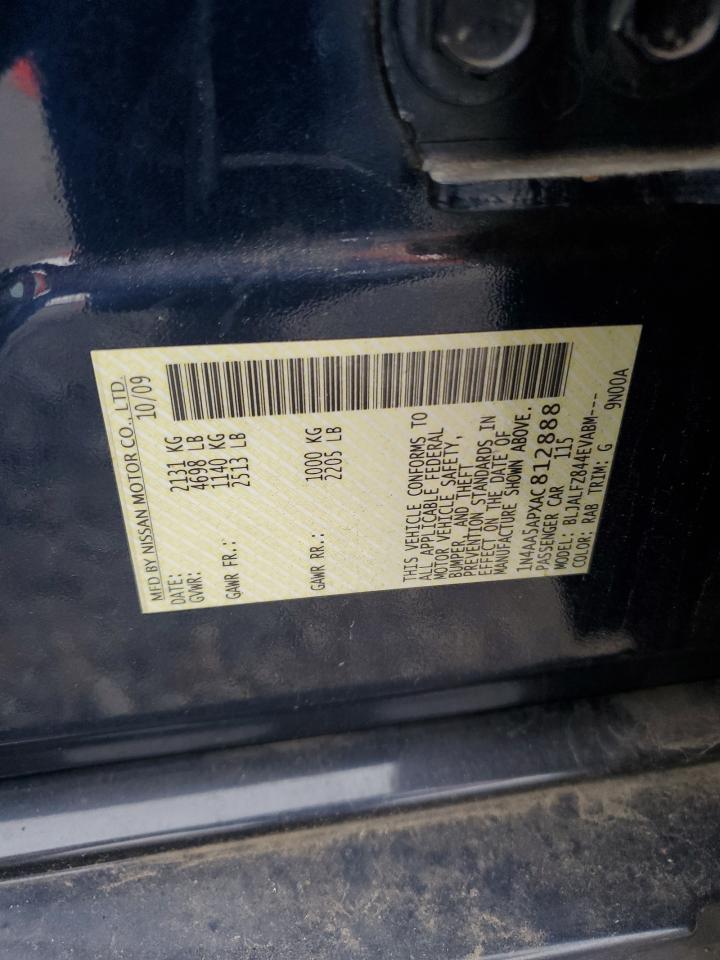 MFD BY NISSAN MOTOR CO., LTD.
DATE: 10/09
GVWR: 2131 KG
4698 LB
GAWR FR.: 1140 KG
2513 LB
GAWR RR.: 1000 KG
2205 LB
THIS VEHICLE CONFORMS TO
ALL APPLICABLE FEDERAL
MOTOR VEHICLE SAFETY,
BUMPER, AND THEFT
PREVENTION STANDARDS IN
EFFECT ON THE DATE OF
MANUFACTURE SHOWN ABOVE.
1N4AA5APXAC812888
PASSENGER CAR 115
MODEL: BLJALFZ844EVABM---
COLOR: RAB TRIM: G 9N00A